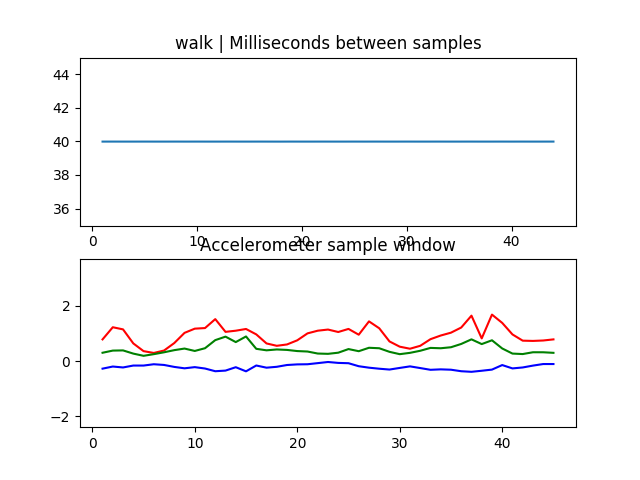 walk | Milliseconds between samples
44
42
40
38
36
0 10 20 30 40
Accelerometer sample window
2
0
−2
0 10 20 30 40